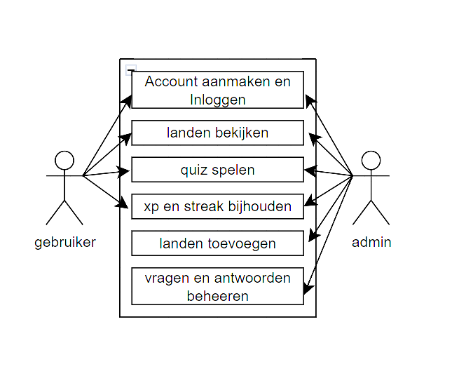 Account aanmaken en
Inloggen
landen bekijken
quiz spelen
xp en streak bijhouden
gebruiker
admin
landen toevoegen
vragen en antwoorden
beheeren